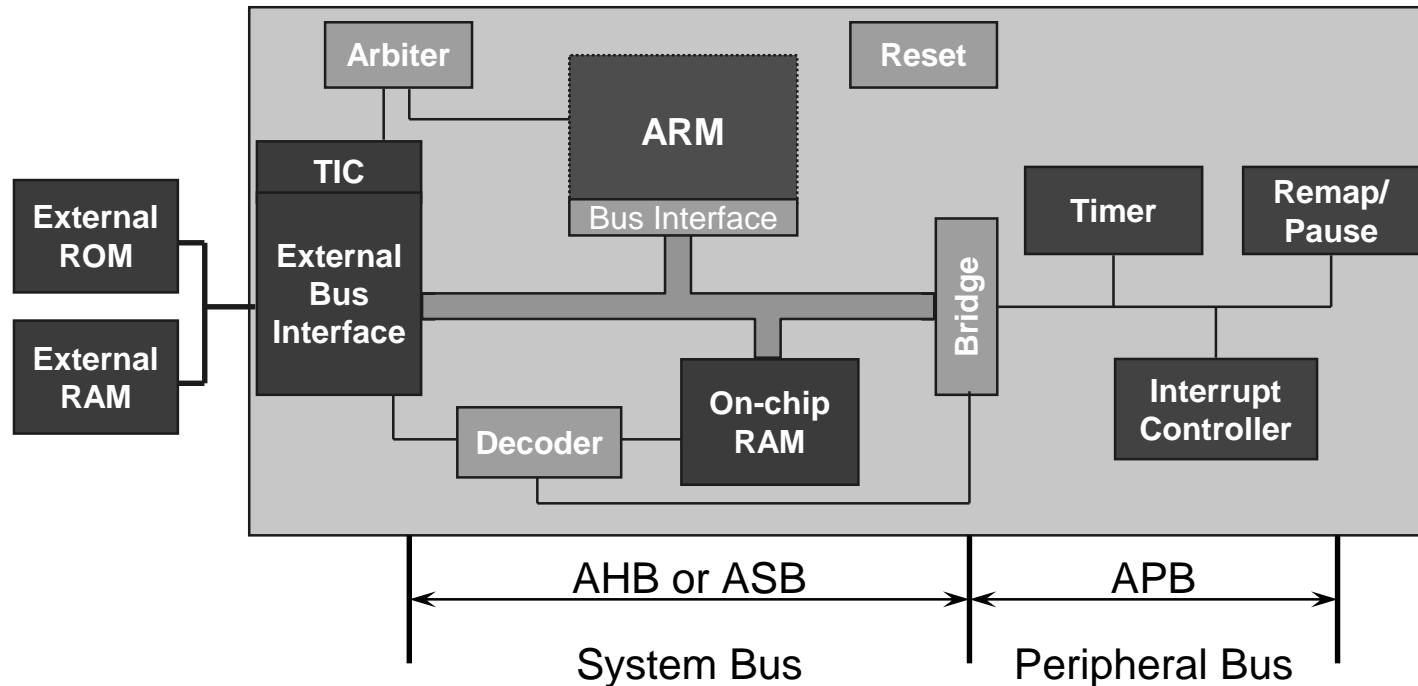 Arbiter
Reset
ARM
TIC
Bus Interface
External
ROM
External
Bus
Interface
External
RAM
Timer
Remap/
Pause
Bridge
On-chip
RAM
Decoder
Interrupt
Controller
AHB or ASB
APB
System Bus
Peripheral Bus